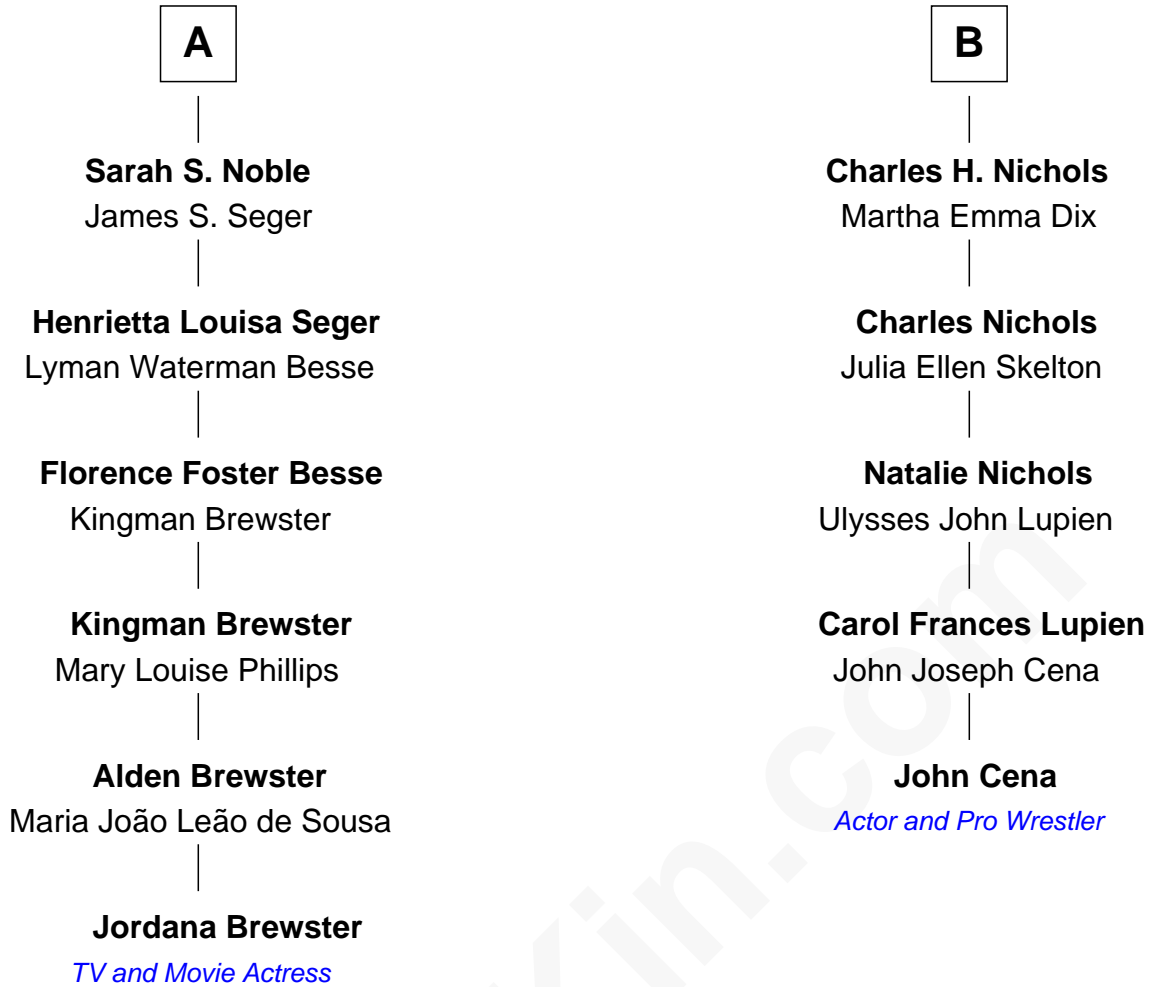 A
Sarah S. Noble
James S. Seger
Henrietta Louisa Seger
Lyman Waterman Besse
Florence Foster Besse
Kingman Brewster
Kingman Brewster
Mary Louise Phillips
Alden Brewster
Maria João Leão de Sousa
Jordana Brewster
TV and Movie Actress
B
Charles H. Nichols
Martha Emma Dix
Charles Nichols
Julia Ellen Skelton
Natalie Nichols
Ulysses John Lupien
Carol Frances Lupien
John Joseph Cena
John Cena
Actor and Pro Wrestler
Kin.com